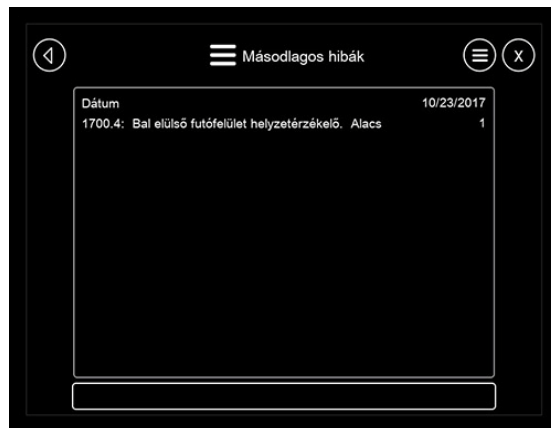 Másodlagos hibák
X
Dátum 10/23/2017
1700.4: Bal elülső futófelület helyzetérzékelő. Alacs 1